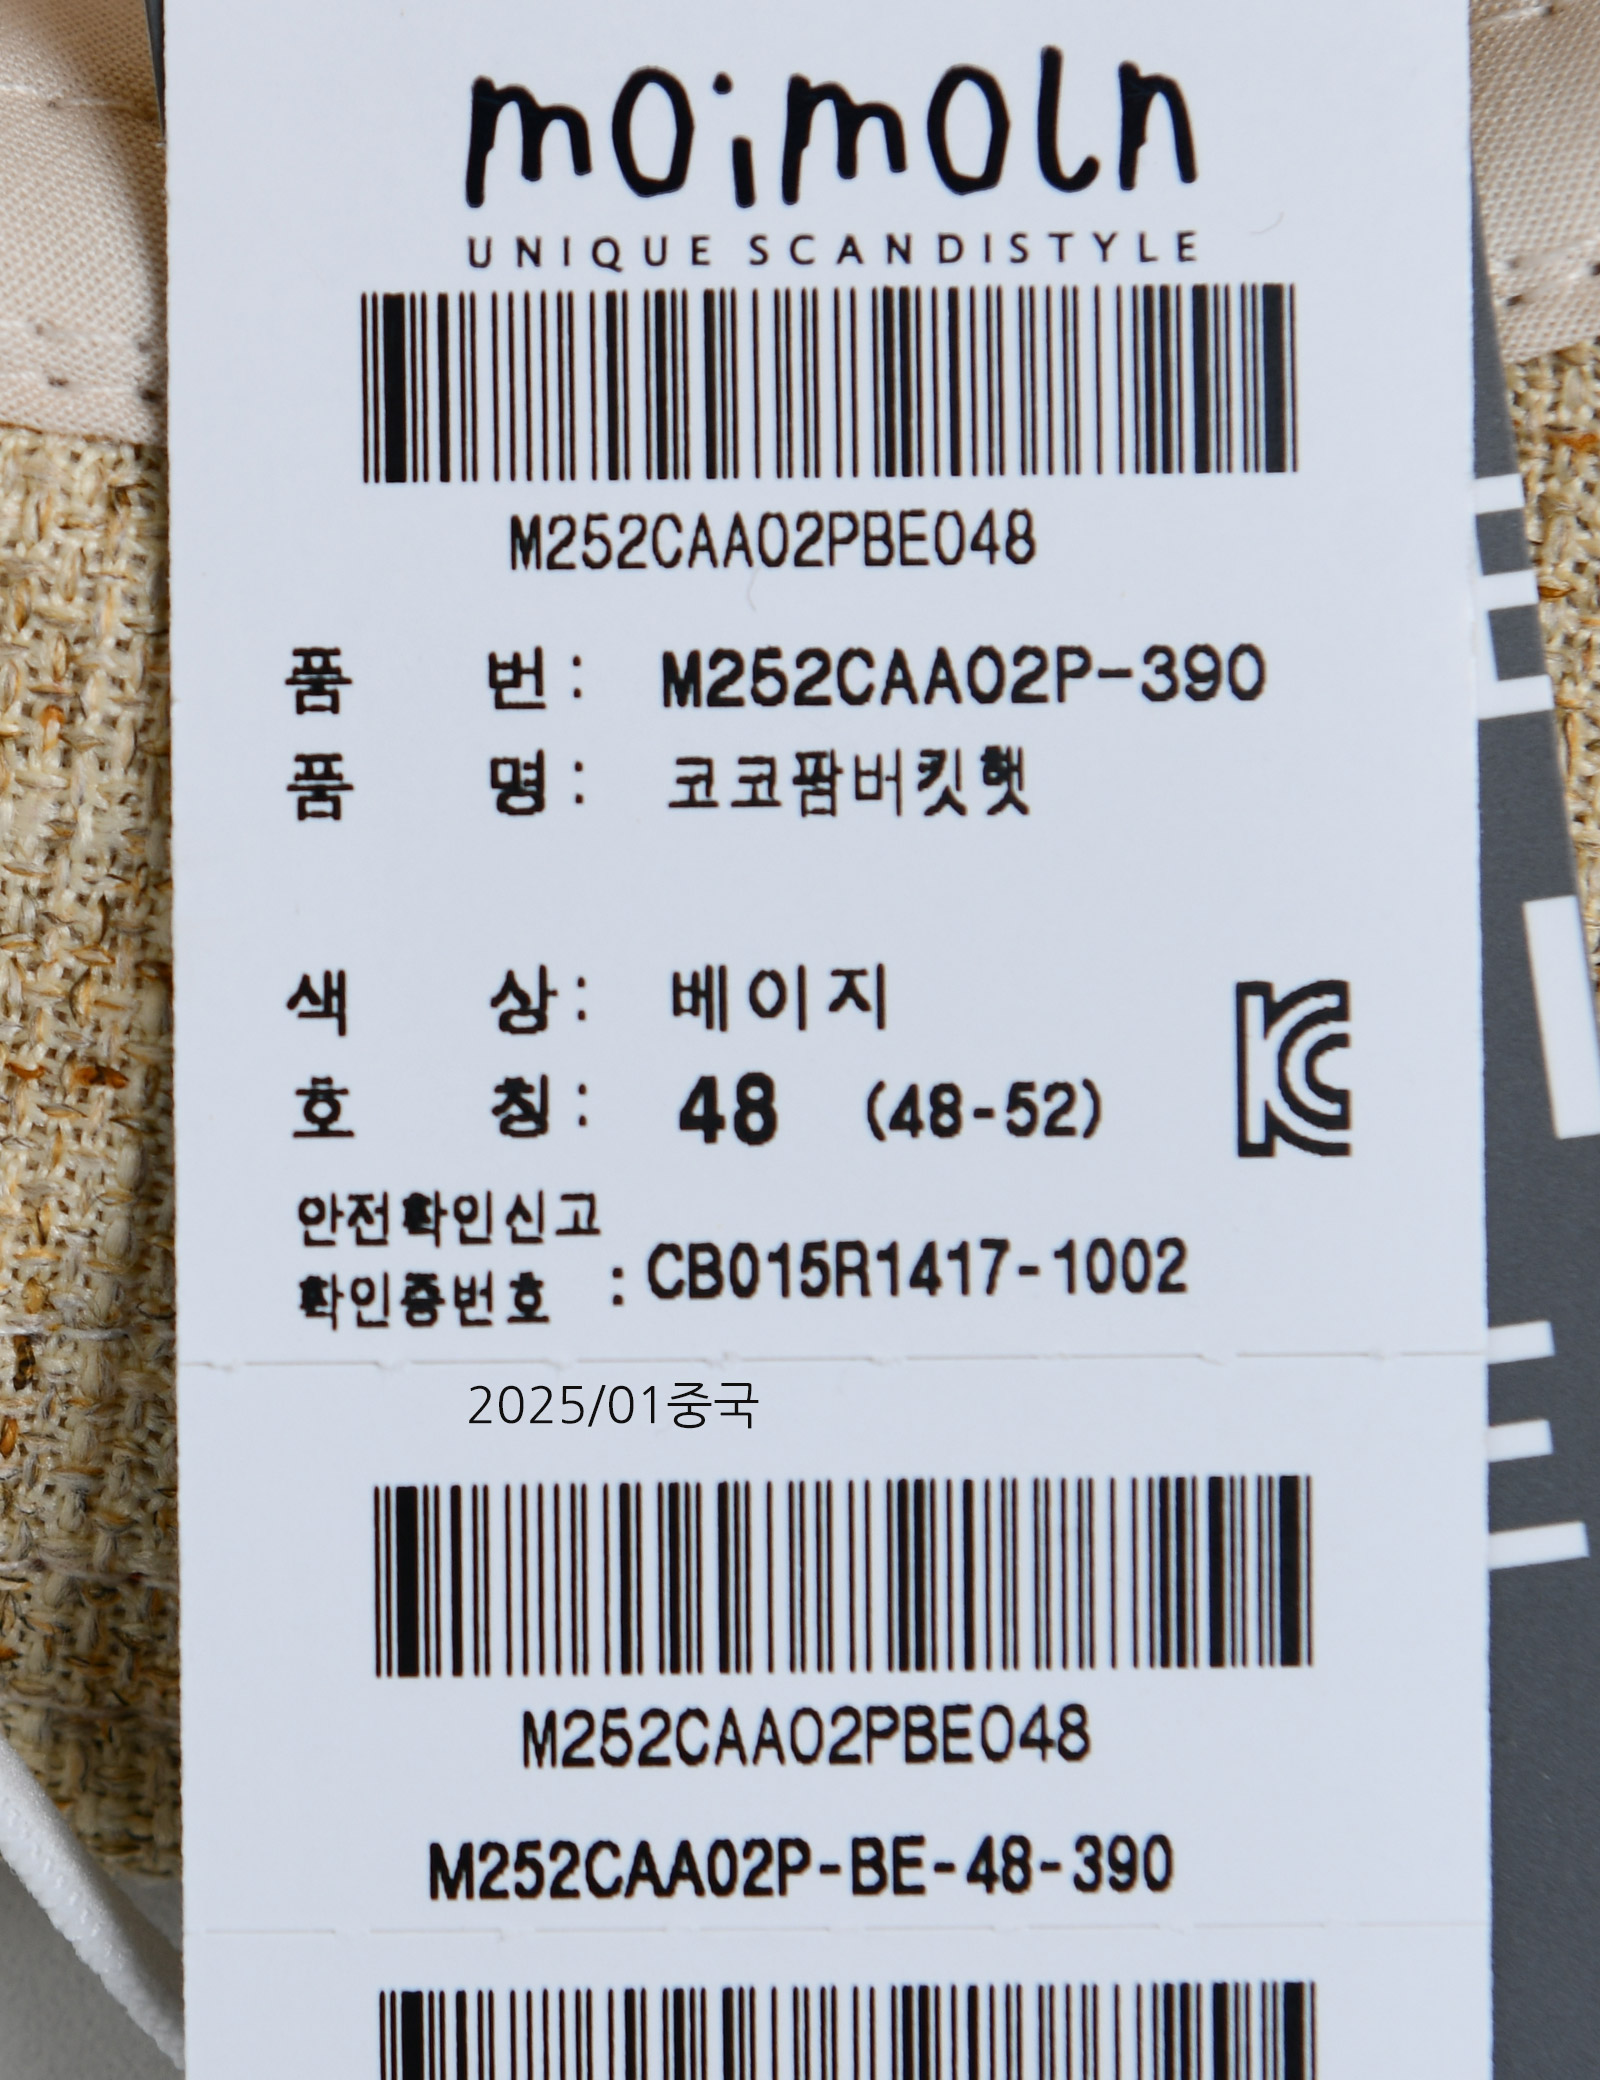 moimoln
UNIQUE SCANDISTYLE
M252CAA02PBE048
품 번: M252CAA02P-390
품 명: 코코팜버킷햇
색 상: 베이지
호 칭: 48 (48-52)
안전확인신고
확인증번호 : CB015R1417-1002
2025/01중국
M252CAA02PBE048
M252CAA02P-BE-48-390